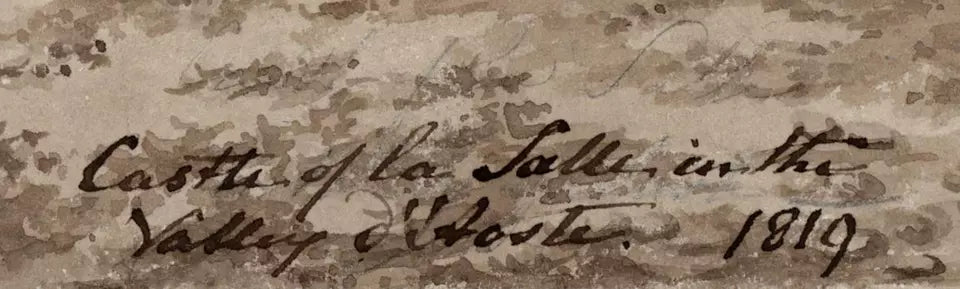 Castle of la Salle in the
Valley d'Aoste. 1819